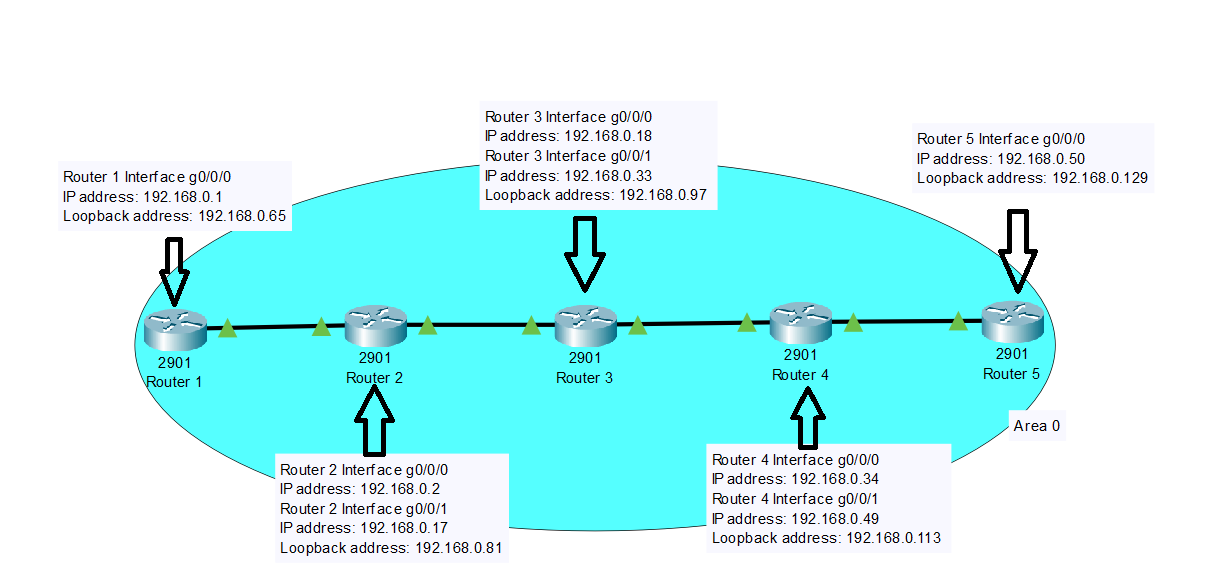 Router 3 Interface g0/0/0
IP address: 192.168.0.18
Router 3 Interface g0/0/1
IP address: 192.168.0.33
Loopback address: 192.168.0.97
Router 5 Interface g0/0/0
IP address: 192.168.0.50
Loopback address: 192.168.0.129
Router 1 Interface g0/0/0
IP address: 192.168.0.1
Loopback address: 192.168.0.65
2901
Router 1
2901
Router 2
2901
Router 3
2901
Router 4
2901
Router 5
Area 0
Router 2 Interface g0/0/0
IP address: 192.168.0.2
Router 2 Interface g0/0/1
IP address: 192.168.0.17
Loopback address: 192.168.0.81
Router 4 Interface g0/0/0
IP address: 192.168.0.34
Router 4 Interface g0/0/1
IP address: 192.168.0.49
Loopback address: 192.168.0.113